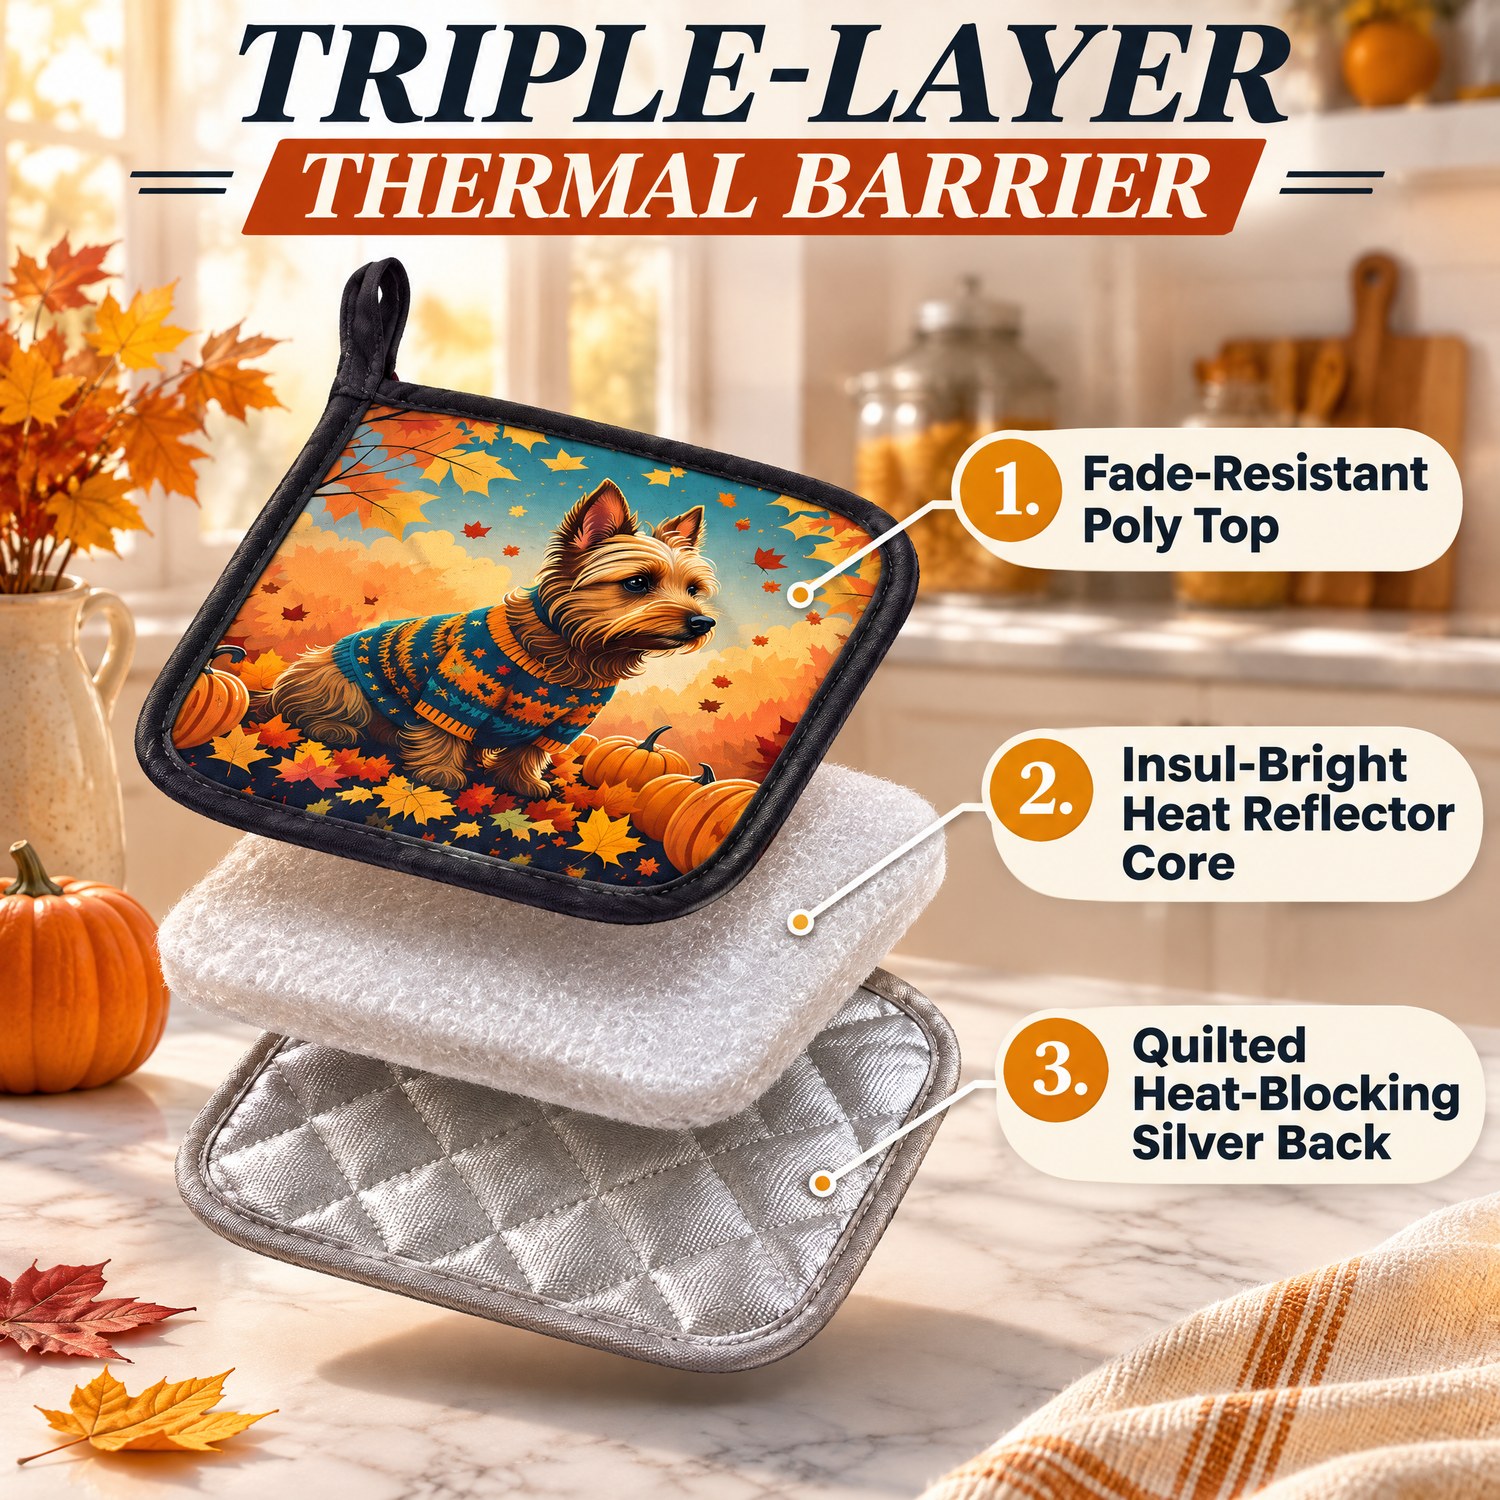 TRIPLE-LAYER
THERMAL BARRIER
1.
Fade-Resistant
Poly Top
2.
Insul-Bright
Heat Reflector
Core
3.
Quilted
Heat-Blocking
Silver Back